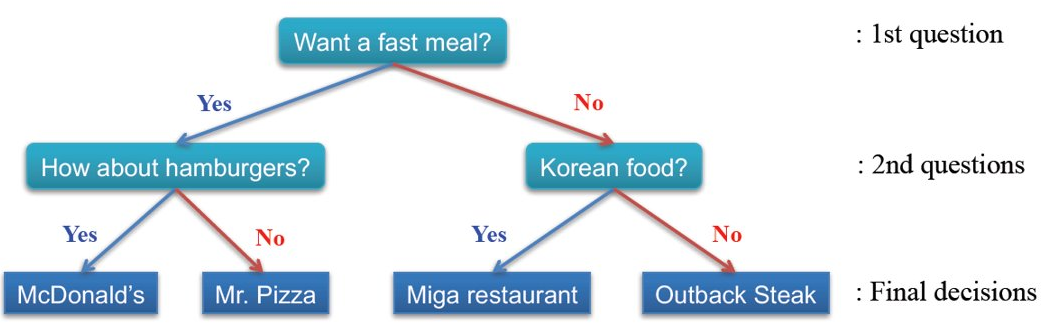 Want a fast meal?
: 1st question
Yes
No
How about hamburgers?
Korean food?
: 2nd questions
Yes
No
Yes
No
McDonald's
Mr. Pizza
Miga restaurant
Outback Steak
: Final decisions